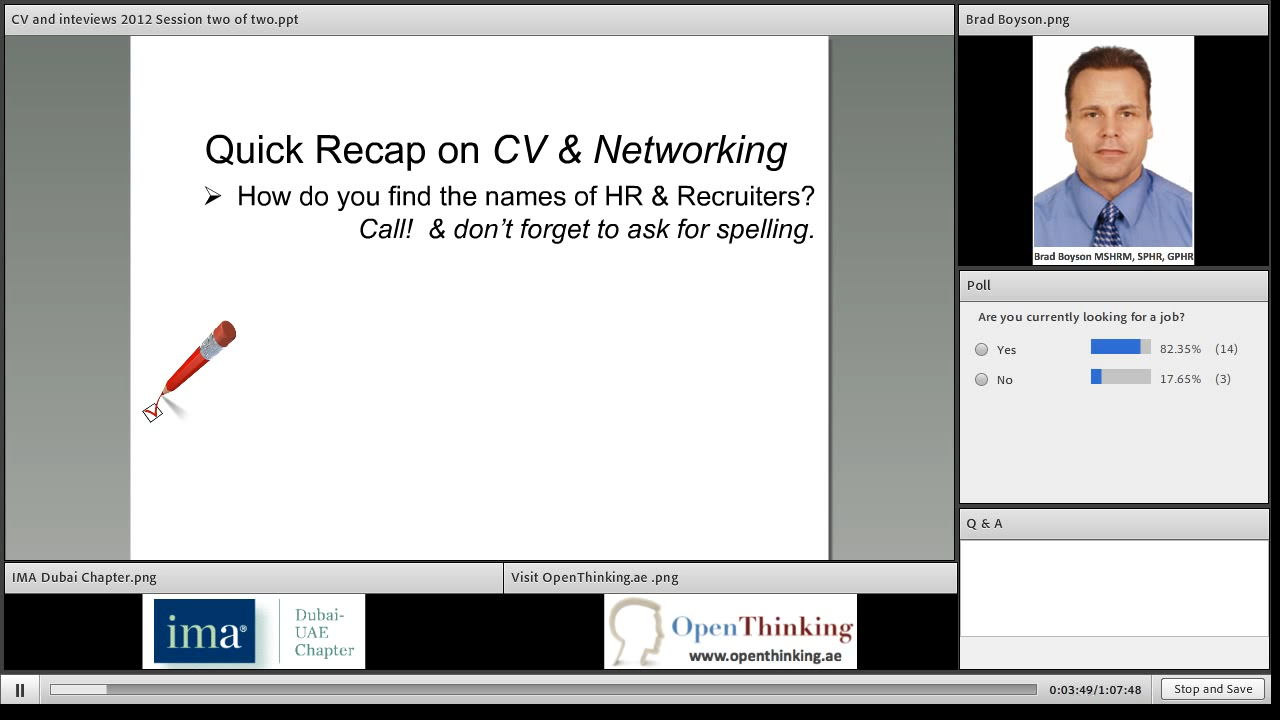 CV and inteviews 2012 Session two of two.ppt
Quick Recap on CV & Networking
➢ How do you find the names of HR & Recruiters?
Call!  & don’t forget to ask for spelling.
Brad Boyson.png
Brad Boyson MSHRM, SPHR, GPHR
Poll
Are you currently looking for a job?
Yes 82.35% (14)
No 17.65% (3)
Q & A
IMA Dubai Chapter.png
ima®
Dubai-
UAE
Chapter
Visit OpenThinking.ae .png
OpenThinking
www.openthinking.ae
0:03:49/1:07:48
Stop and Save